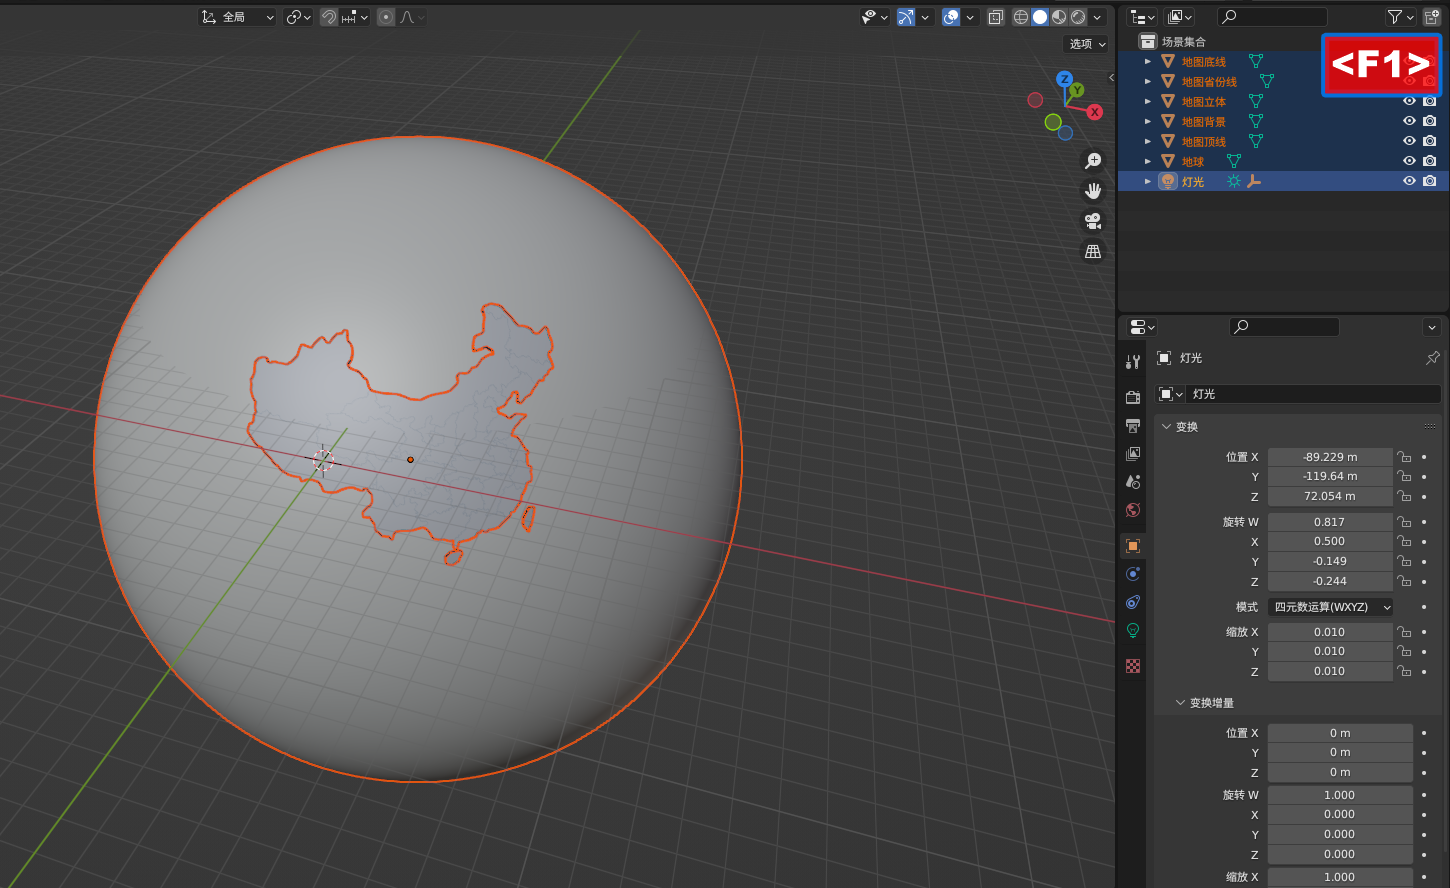 全局
选项
Z
Y
X
场景集合
地图底线
地图省份线
地图立体
地图背景
地图顶线
地球
灯光
<F1>
灯光
灯光
变换
位置 X -89.229 m
Y -119.64 m
Z 72.054 m
旋转 W 0.817
X 0.500
Y -0.149
Z -0.244
模式 四元数运算(WXYZ)
缩放 X 0.010
Y 0.010
Z 0.010
变换增量
位置 X 0 m
Y 0 m
Z 0 m
旋转 W 1.000
X 0.000
Y 0.000
Z 0.000
缩放 X 1.000